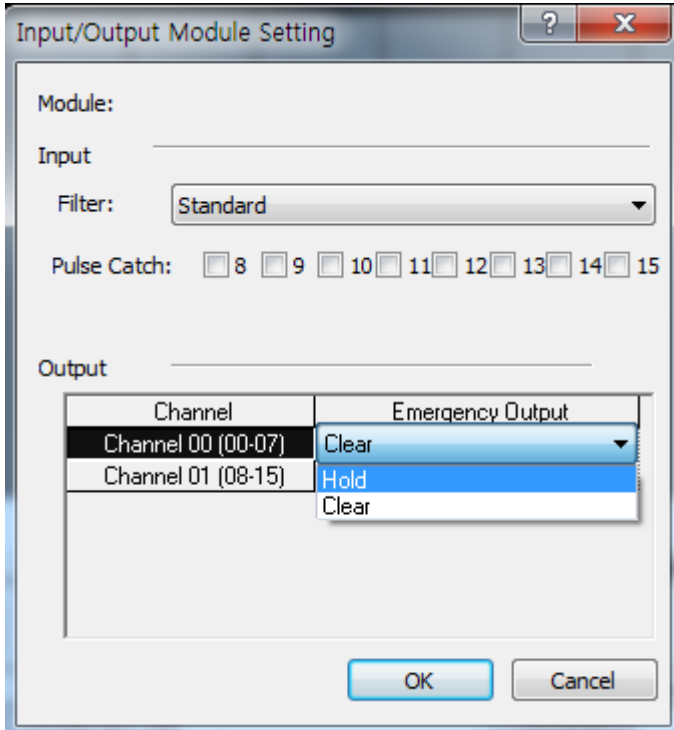 Input/Output Module Setting ? X
Module:
Input
Filter: Standard
Pulse Catch: 8 9 10 11 12 13 14 15
Output
Channel Emergency Output
Channel 00 (00-07) Clear
Channel 01 (08-15) Hold
Clear
OK Cancel